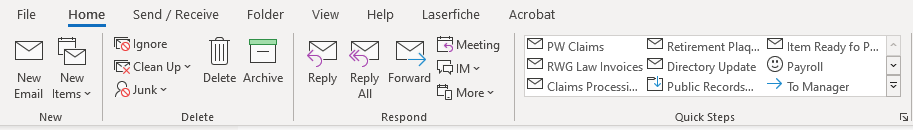 File Home Send / Receive Folder View Help Laserfiche Acrobat
New Email
New Items
Ignore
Clean Up
Junk
Delete
Archive
Reply
Reply All
Forward
Meeting
IM
More
PW Claims
Retirement Plaq...
Item Ready fo P...
RWG Law Invoices
Directory Update
Payroll
Claims Processi...
Public Records...
To Manager
New
Delete
Respond
Quick Steps